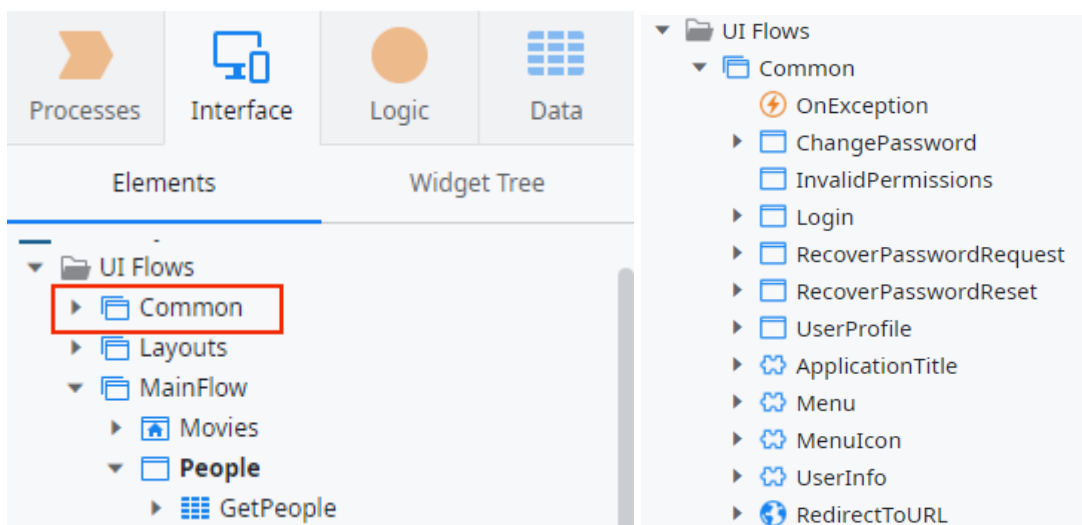 Processes Interface Logic Data
Elements Widget Tree
UI Flows
Common
Layouts
MainFlow
Movies
People
GetPeople
UI Flows
Common
OnException
ChangePassword
InvalidPermissions
Login
RecoverPasswordRequest
RecoverPasswordReset
UserProfile
ApplicationTitle
Menu
MenuIcon
UserInfo
RedirectToURL